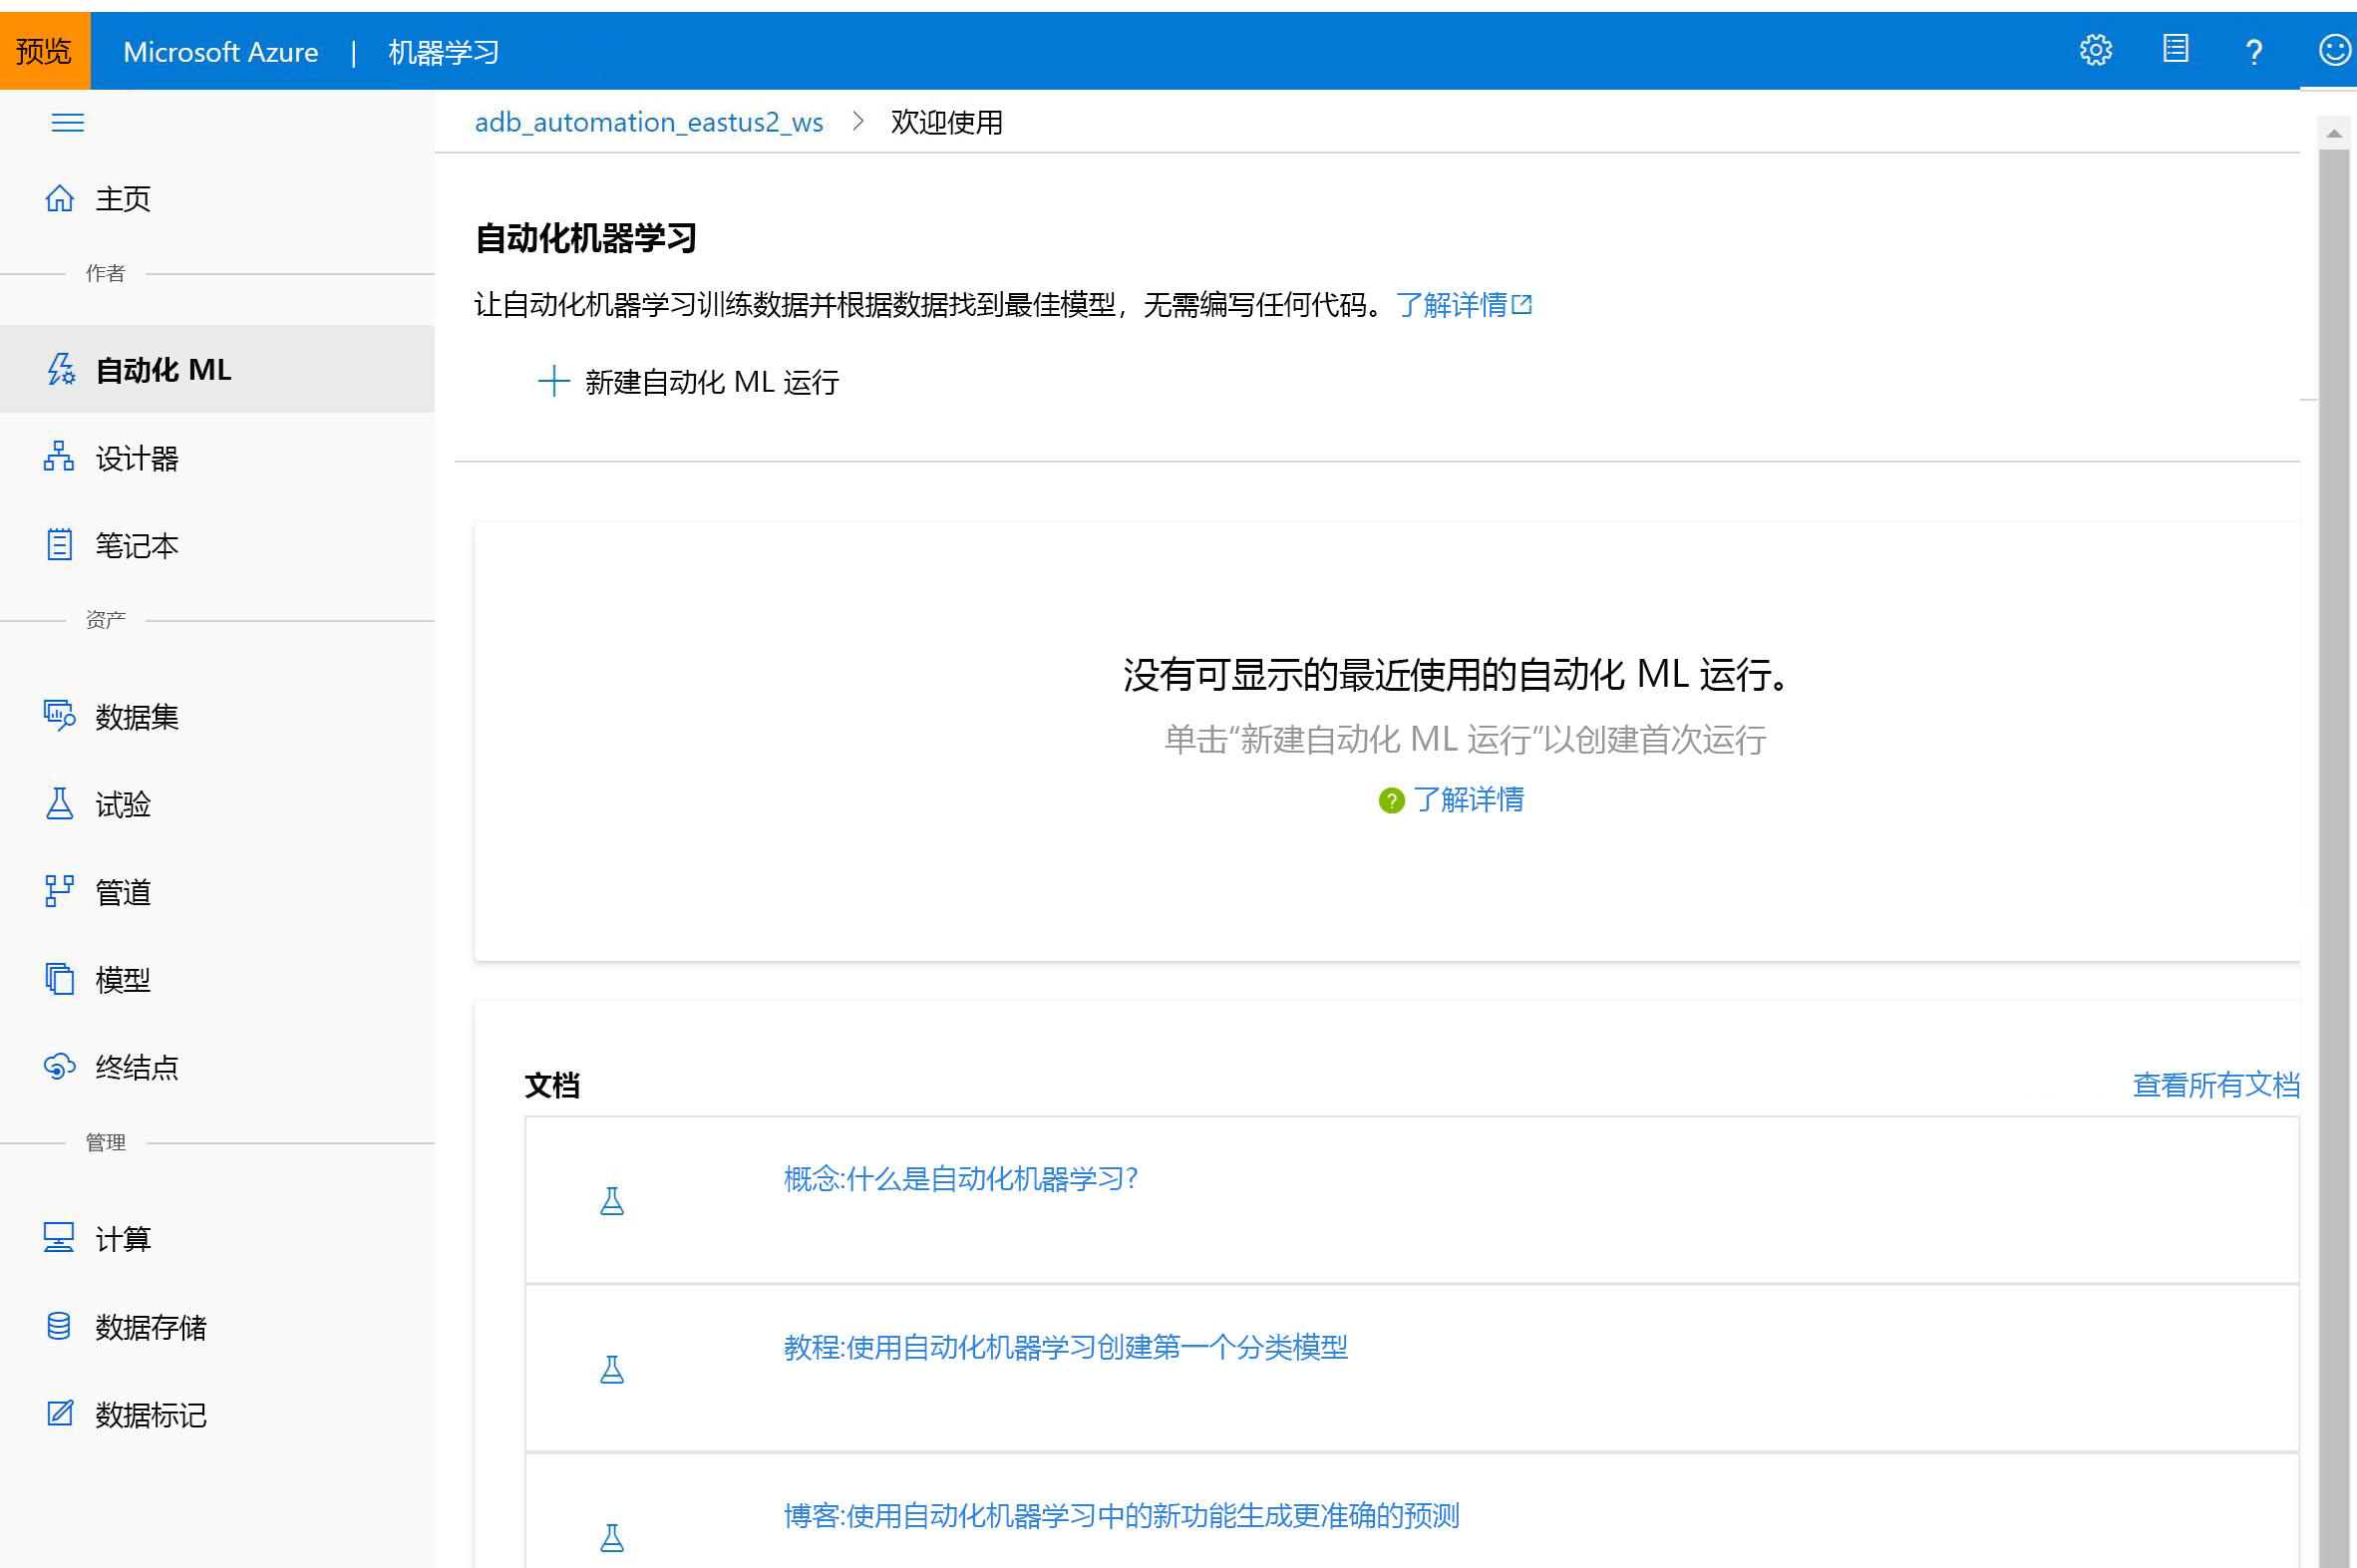 预览 Microsoft Azure | 机器学习
adb_automation_eastus2_ws > 欢迎使用
主页
作者
自动化 ML
设计器
笔记本
资产
数据集
试验
管道
模型
终结点
管理
计算
数据存储
数据标记
自动化机器学习
让自动化机器学习训练数据并根据数据找到最佳模型，无需编写任何代码。了解详情
新建自动化 ML 运行
没有可显示的最近使用的自动化 ML 运行。
单击“新建自动化 ML 运行”以创建首次运行
了解详情
文档
查看所有文档
概念:什么是自动化机器学习?
教程:使用自动化机器学习创建第一个分类模型
博客:使用自动化机器学习中的新功能生成更准确的预测